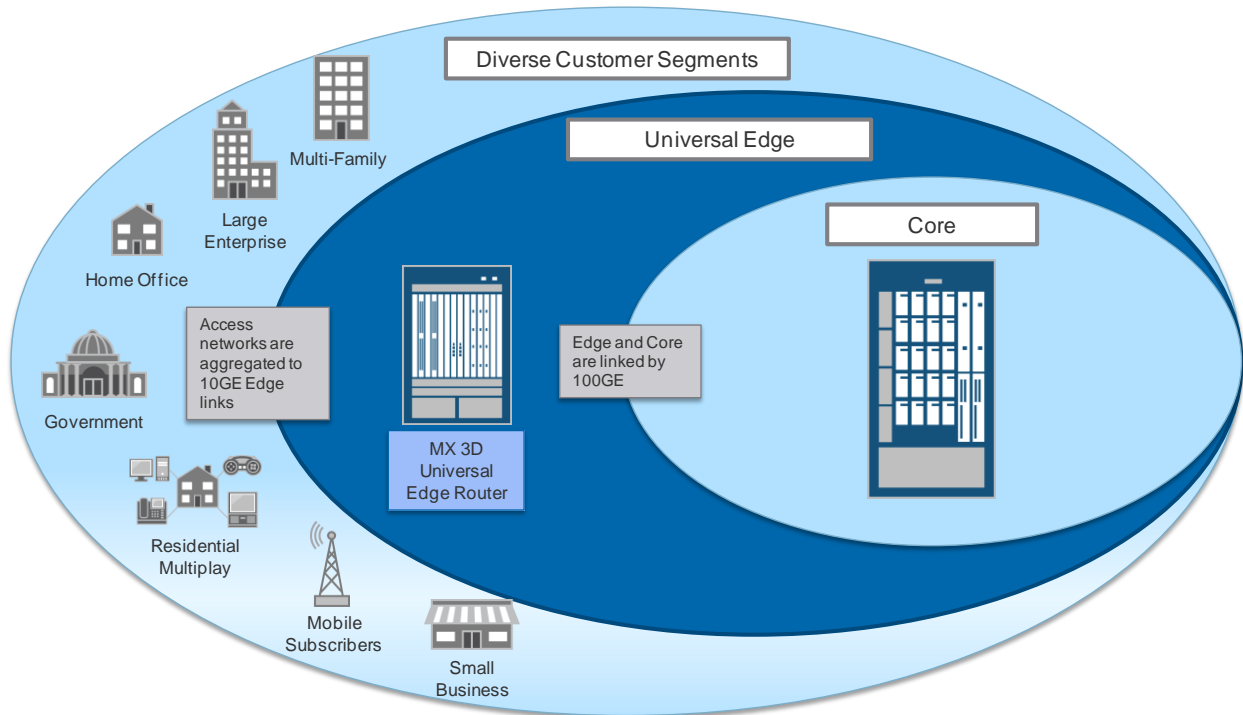 Diverse Customer Segments
Multi-Family
Universal Edge
Large
Enterprise
Core
Home Office
Access
networks are
aggregated to
10GE Edge
links
Edge and Core
are linked by
100GE
Government
MX 3D
Universal
Edge Router
Residential
Multiplay
Mobile
Subscribers
Small
Business